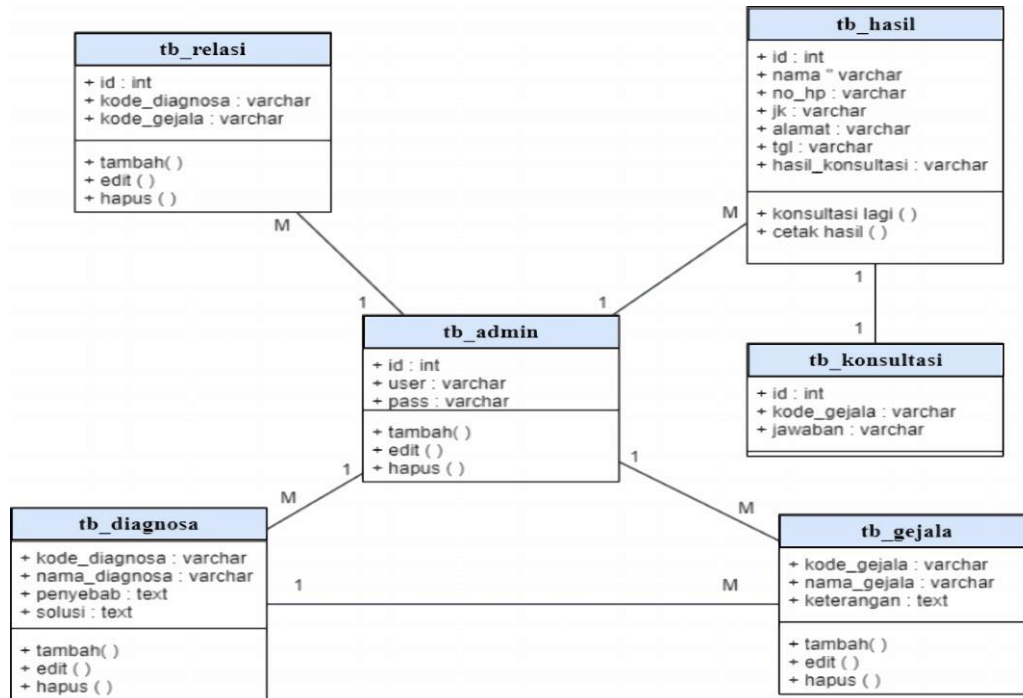 tb_relasi
+ id : int
+ kode_diagnosa : varchar
+ kode_gejala : varchar
+ tambah( )
+ edit ( )
+ hapus ( )
M
1
tb_hasil
+ id : int
+ nama " varchar
+ no_hp : varchar
+ jk : varchar
+ alamat : varchar
+ tgl : varchar
+ hasil_konsultasi : varchar
+ konsultasi lagi ( )
+ cetak hasil ( )
M
1
1
1
tb_admin
+ id : int
+ user : varchar
+ pass : varchar
+ tambah( )
+ edit ( )
+ hapus ( )
tb_konsultasi
+ id : int
+ kode_gejala : varchar
+ jawaban : varchar
1
M
1
M
tb_diagnosa
+ kode_diagnosa : varchar
+ nama_diagnosa : varchar
+ penyebab : text
+ solusi : text
+ tambah( )
+ edit ( )
+ hapus ( )
1
M
tb_gejala
+ kode_gejala : varchar
+ nama_gejala : varchar
+ keterangan : text
+ tambah( )
+ edit ( )
+ hapus ( )